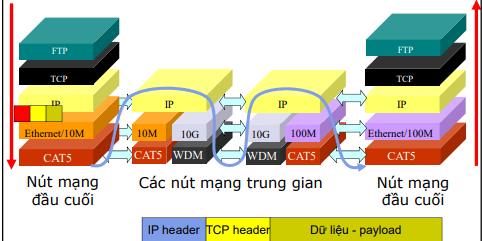 FTP
TCP
IP
Ethernet/10M
CAT5
IP
10M
10G
CAT5
WDM
IP
10G
100M
WDM
CAT5
FTP
TCP
IP
Ethernet/100M
CAT5
Nút mạng
đầu cuối
Các nút mạng trung gian
Nút mạng
đầu cuối
IP header
TCP header
Dữ liệu - payload